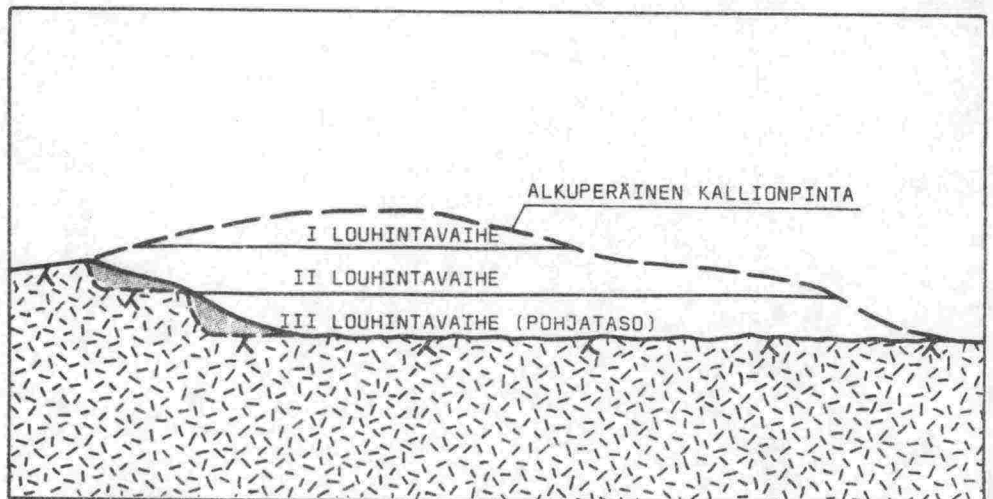 ALKUPERÄINEN KALLIONPINTA
I LOUHINTAVAIHE
II LOUHINTAVAIHE
III LOUHINTAVAIHE (POHJATASO)